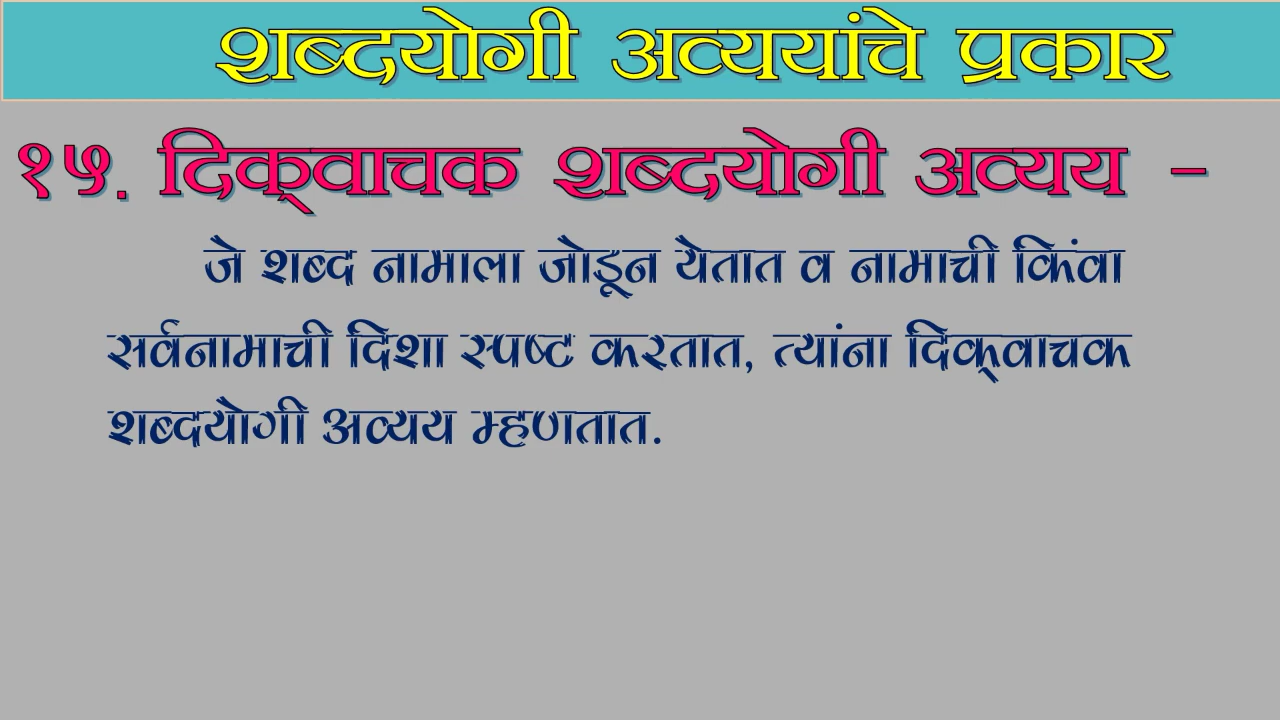 शब्दयोगी अव्ययांचे प्रकार
१५. दिक्‌वाचक शब्दयोगी अव्यय -
जे शब्द नामाला जोडून येतात व नामाची किंवा
सर्वनामाची दिशा स्पष्ट करतात, त्यांना दिक्‌वाचक
शब्दयोगी अव्यय म्हणतात.